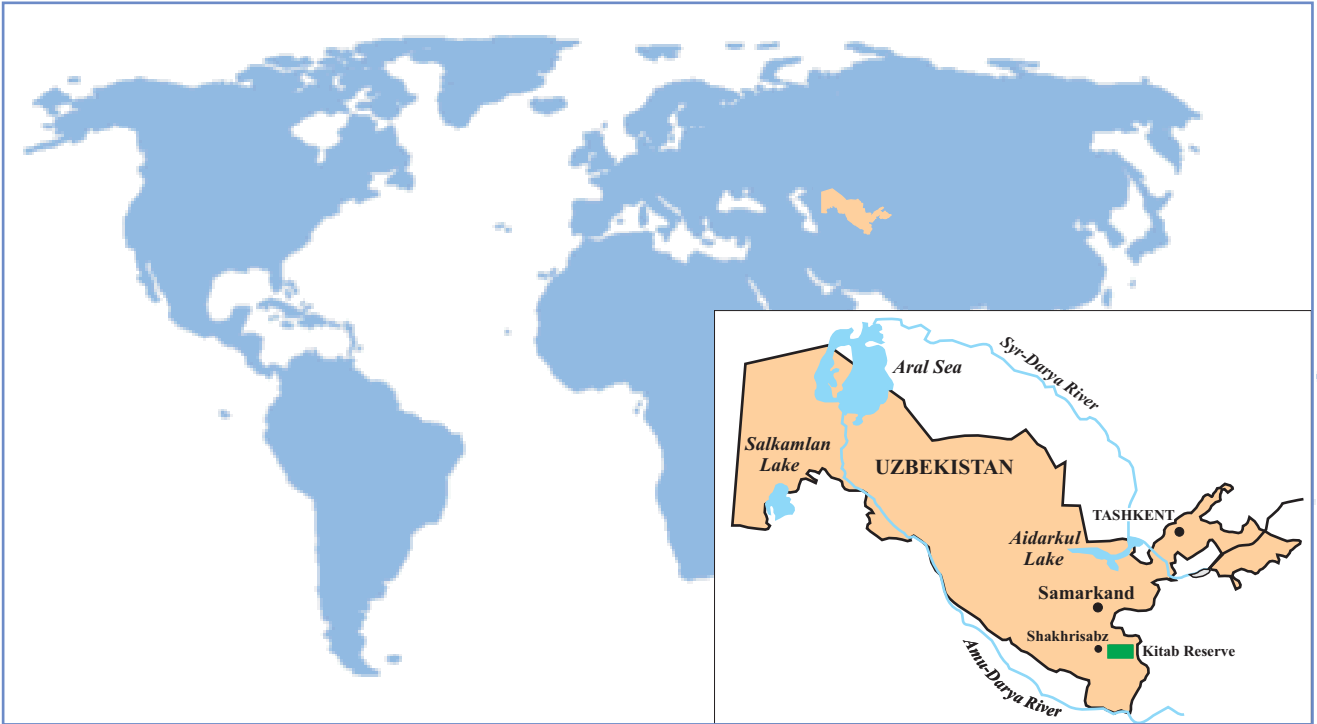 Aral Sea
Syr-Darya River
Salkamlan
Lake
UZBEKISTAN
TASHKENT
Aidarkul
Lake
Samarkand
Shakhrisabz
Kitab Reserve
Amu-Darya River